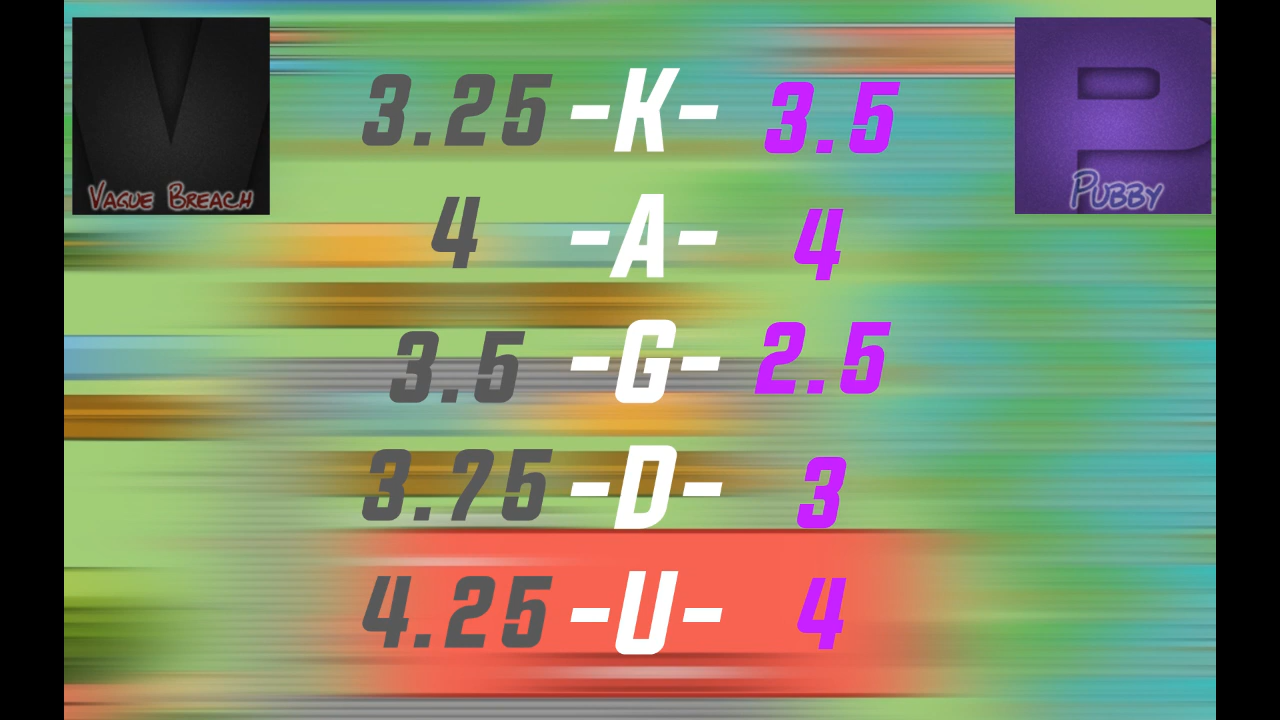 Vague Breach
Pubby
3.25 -K- 3.5
4 -A- 4
3.5 -G- 2.5
3.75 -D- 3
4.25 -U- 4